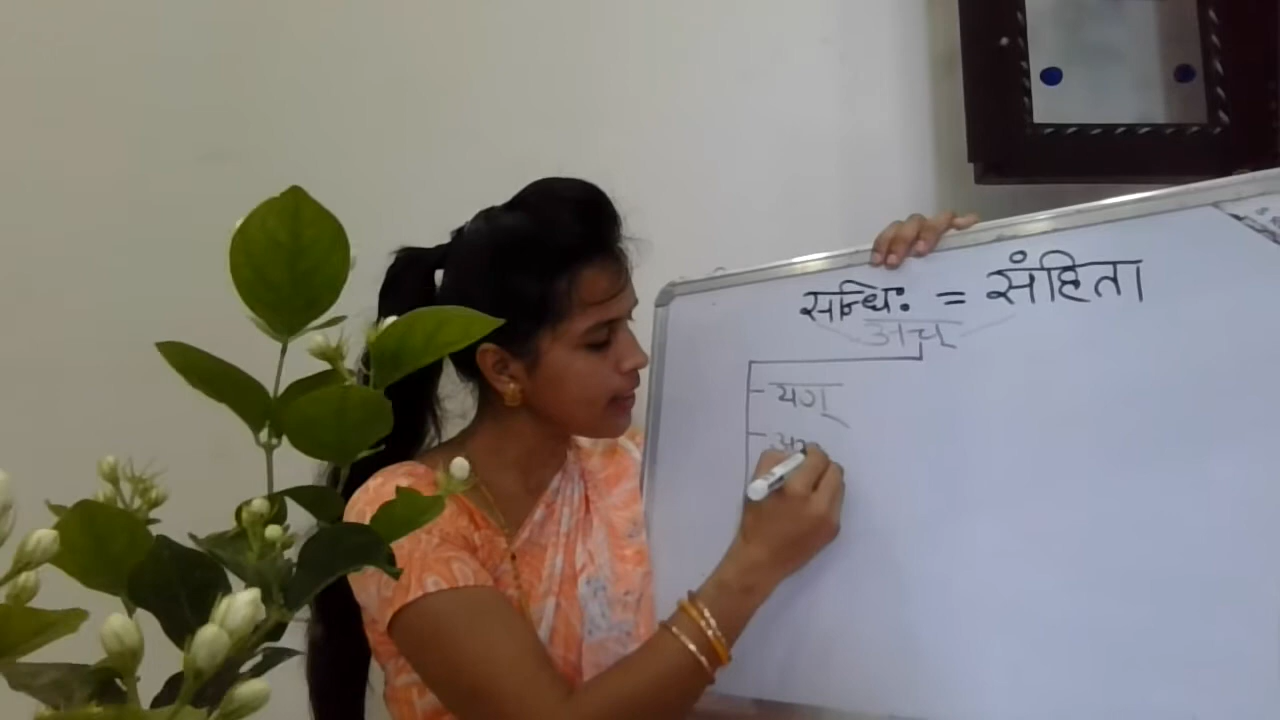 सन्धिः = संहिता
अच्
यण्